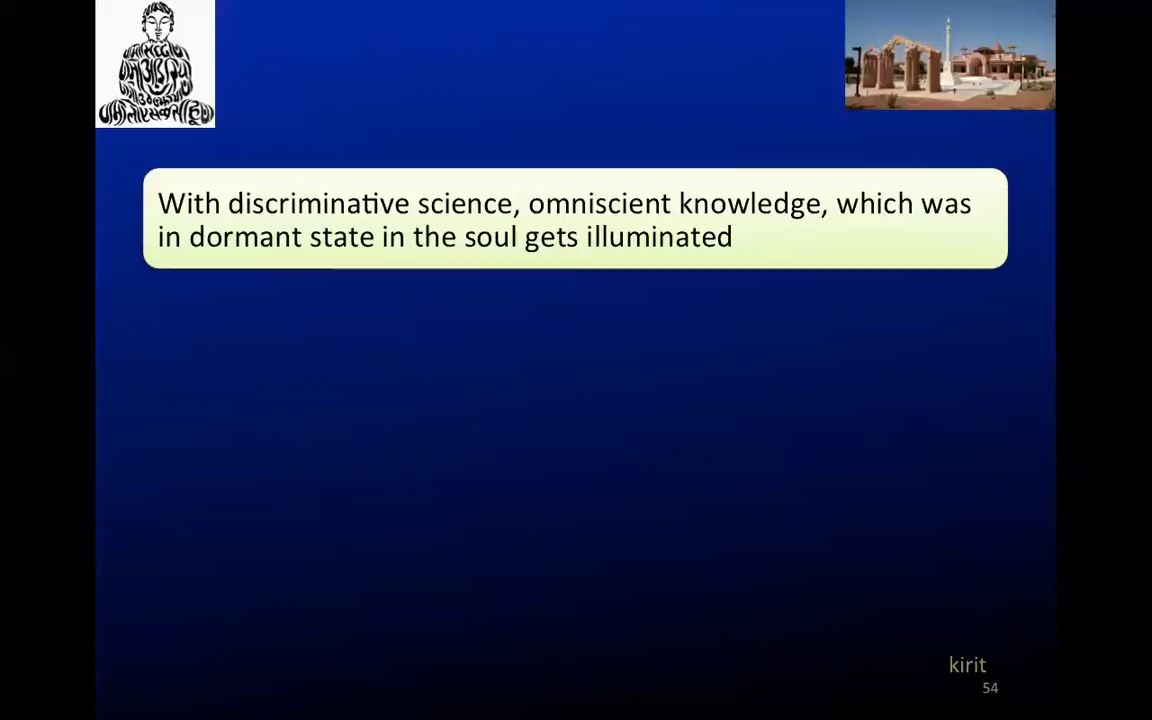 With discriminative science, omniscient knowledge, which was
in dormant state in the soul gets illuminated
kirit
54